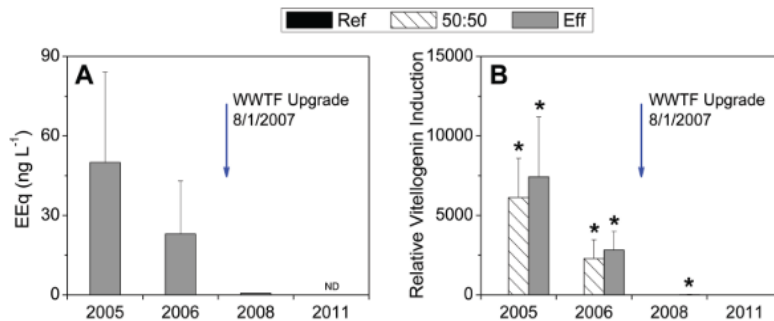 Ref 50:50 Eff
A
WWTF Upgrade
8/1/2007
EEq (ng L⁻¹)
90
60
30
0
ND
2005 2006 2008 2011
B
WWTF Upgrade
8/1/2007
Relative Vitellogenin Induction
15000
10000
5000
0
* *
* *
*
2005 2006 2008 2011